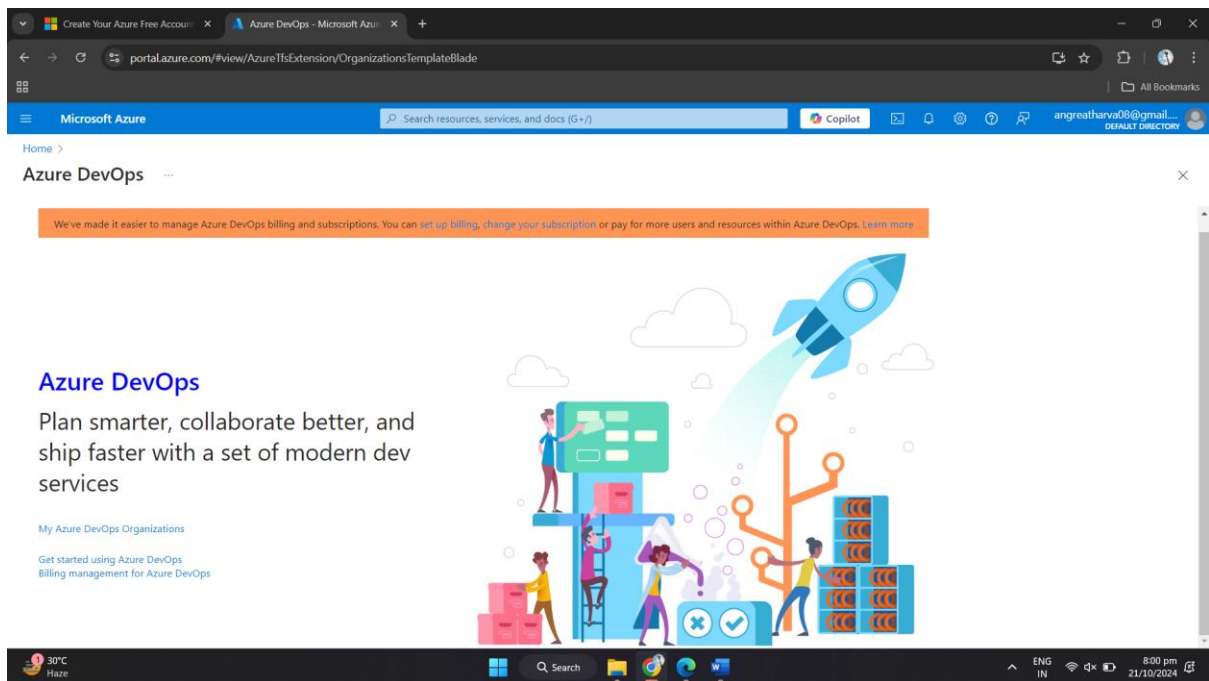 Create Your Azure Free Accoun
Azure DevOps - Microsoft Azur
portal.azure.com/#view/AzureTfsExtension/OrganizationsTemplateBlade
All Bookmarks
Microsoft Azure
Search resources, services, and docs (G+/)
Copilot
angreatharva08@gmail....
DEFAULT DIRECTORY
Home >
Azure DevOps ...
We've made it easier to manage Azure DevOps billing and subscriptions. You can set up billing, change your subscription or pay for more users and resources within Azure DevOps. Learn more
Azure DevOps
Plan smarter, collaborate better, and
ship faster with a set of modern dev
services
My Azure DevOps Organizations
Get started using Azure DevOps
Billing management for Azure DevOps
1
30°C
Haze
Search
ENG
IN
8:00 pm
21/10/2024